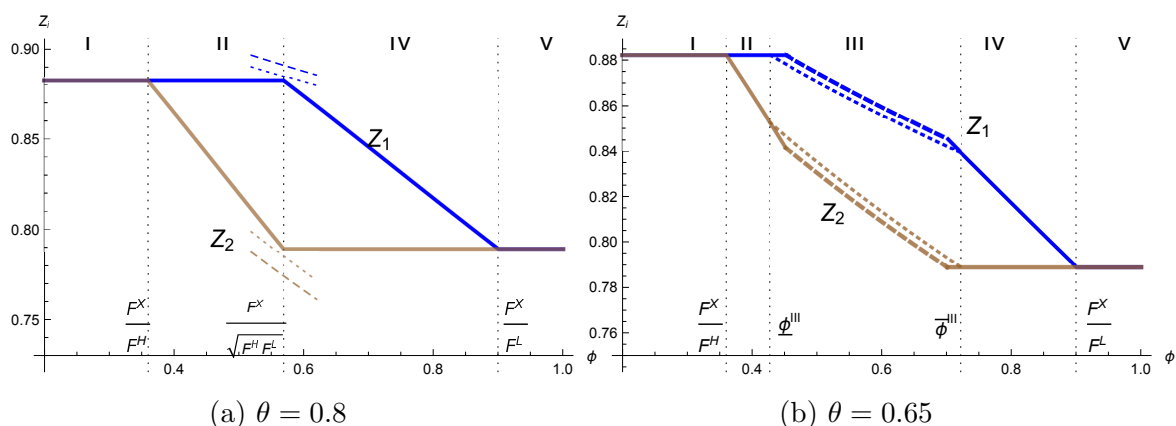 z_i
I II IV V
0.90
0.85
0.80
0.75
Z_1
Z_2
F^X / F^H
F^X / √(F^H F^L)
F^X / F^L
0.4 0.6 0.8 1.0 ϕ
(a) θ = 0.8
z_i
I II III IV V
0.88
0.86
0.84
0.82
0.80
0.78
0.76
Z_1
Z_2
F^X / F^H
ϕ̲^III
ϕ̅^III
F^X / F^L
0.4 0.6 0.8 1.0 ϕ
(b) θ = 0.65